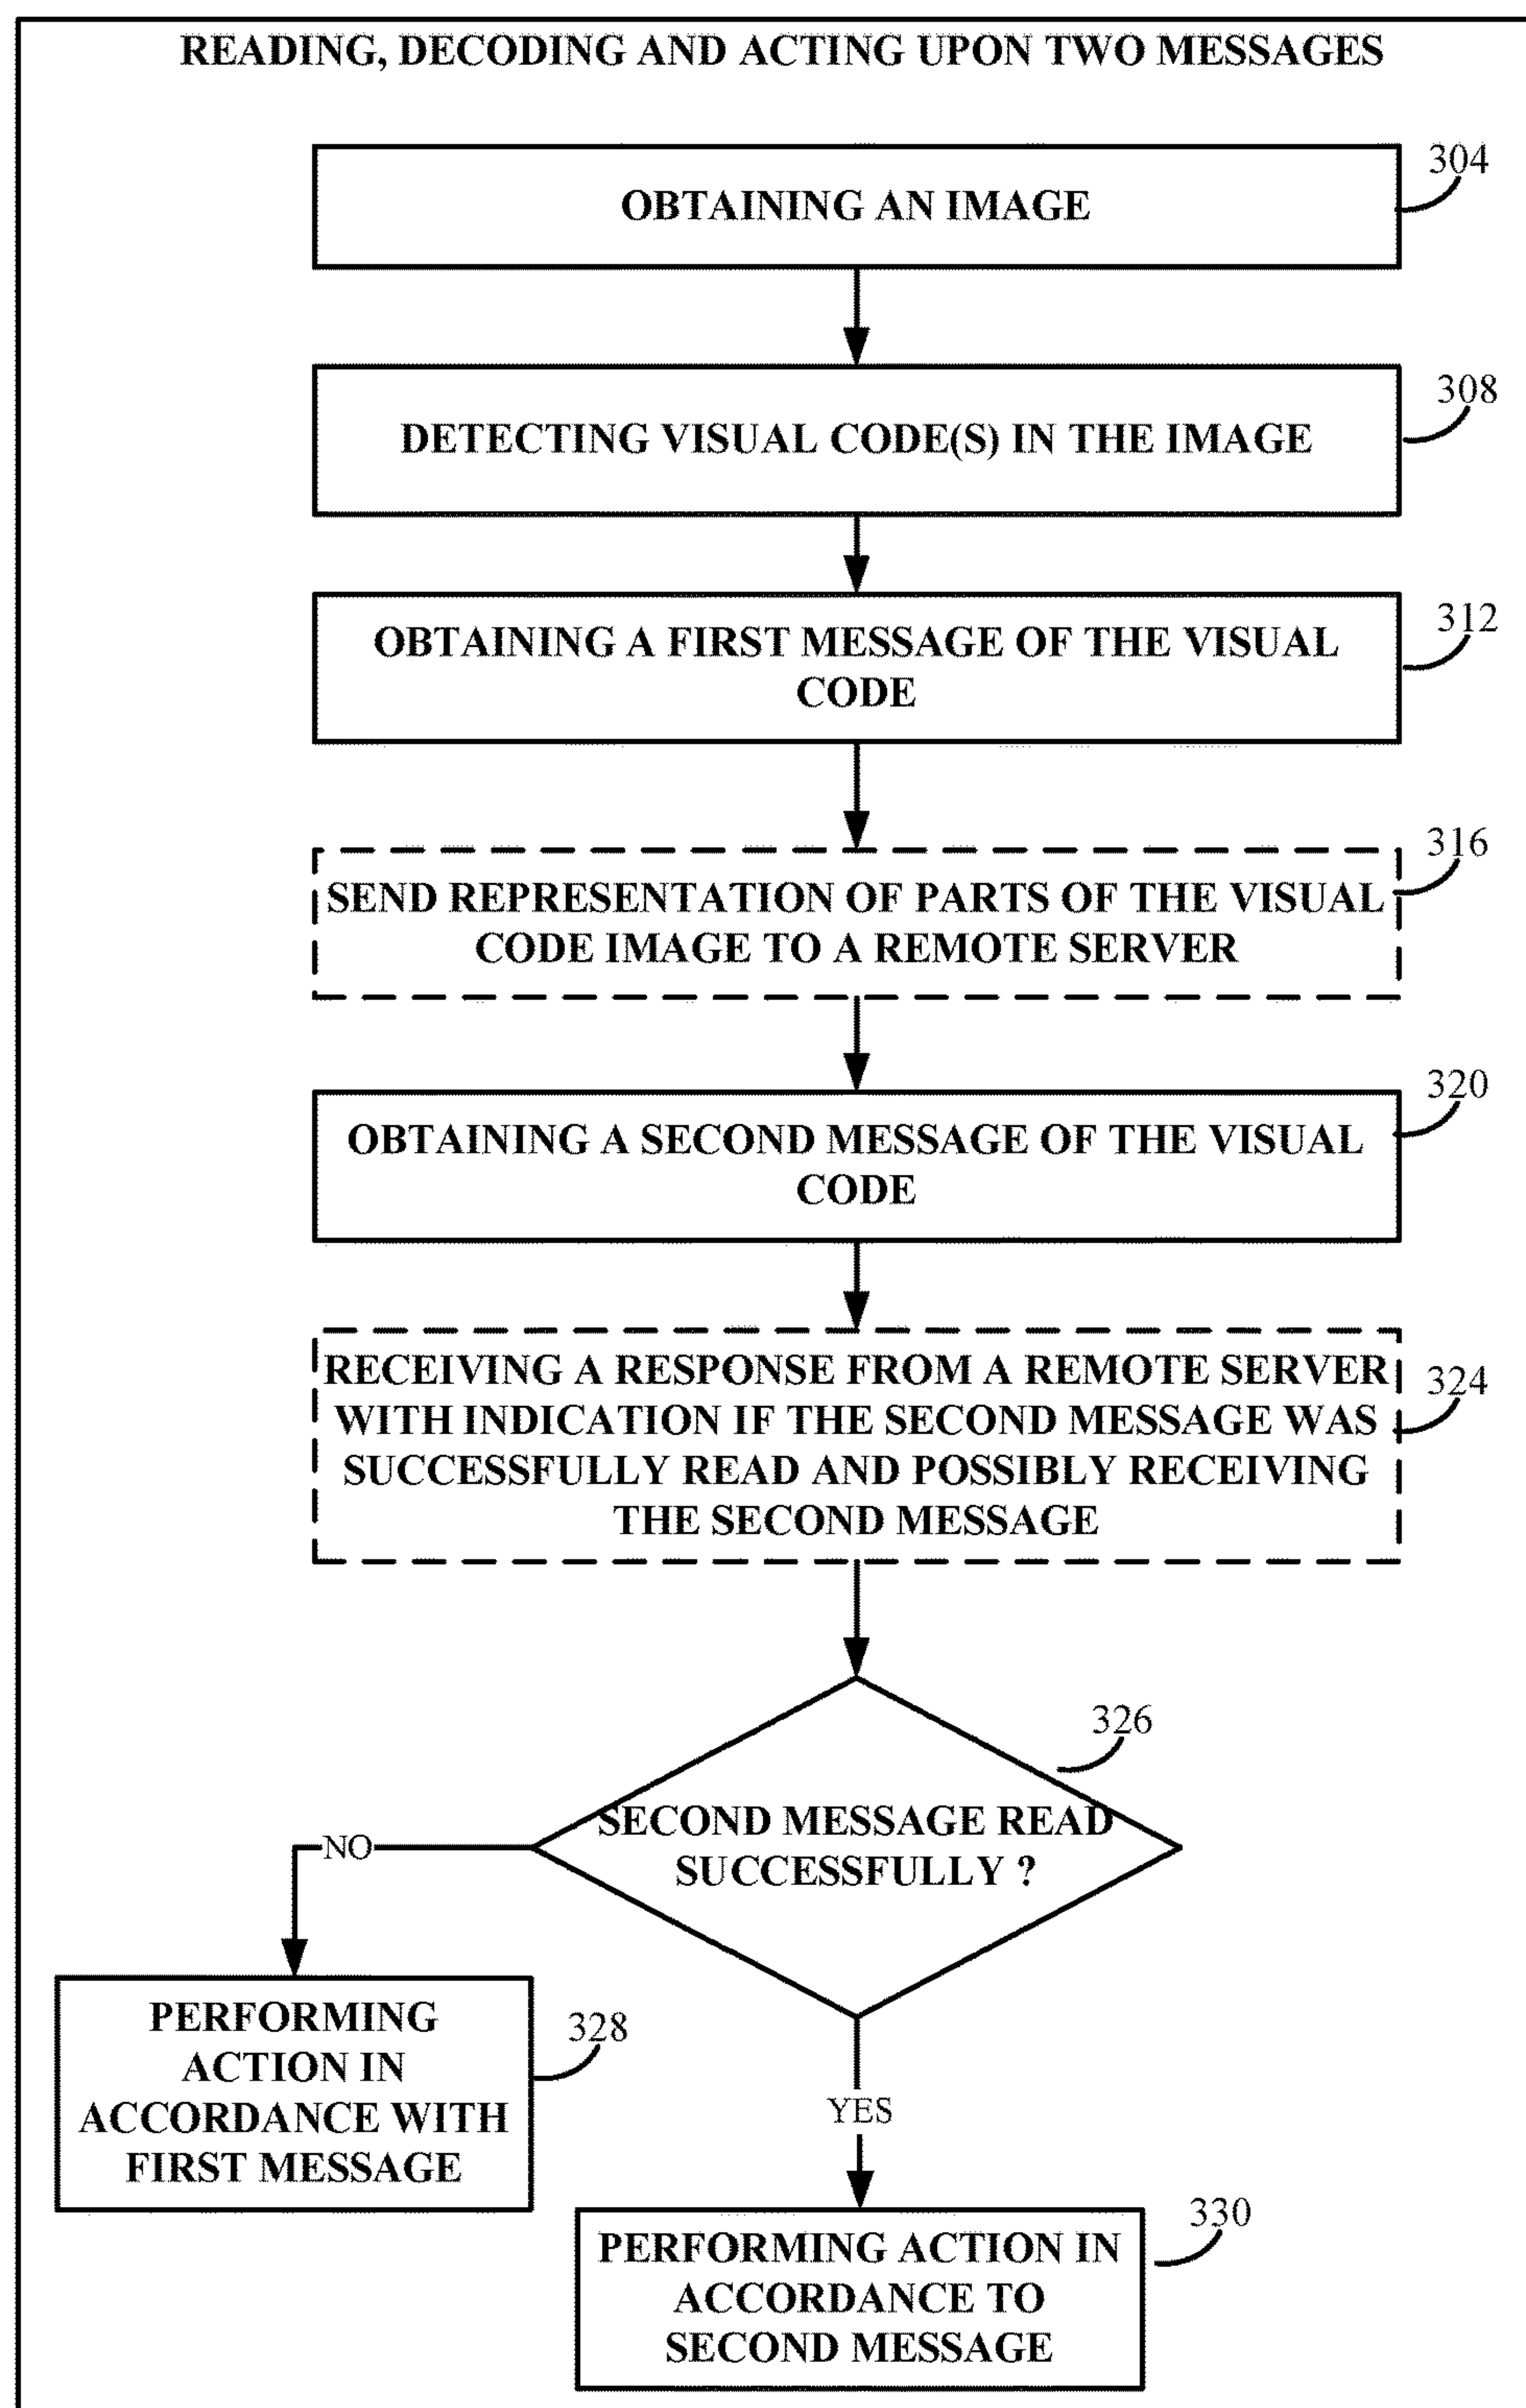 READING, DECODING AND ACTING UPON TWO MESSAGES
304
OBTAINING AN IMAGE
308
DETECTING VISUAL CODE(S) IN THE IMAGE
312
OBTAINING A FIRST MESSAGE OF THE VISUAL
CODE
316
SEND REPRESENTATION OF PARTS OF THE VISUAL
CODE IMAGE TO A REMOTE SERVER
320
OBTAINING A SECOND MESSAGE OF THE VISUAL
CODE
RECEIVING A RESPONSE FROM A REMOTE SERVER
324
WITH INDICATION IF THE SECOND MESSAGE WAS
SUCCESSFULLY READ AND POSSIBLY RECEIVING
THE SECOND MESSAGE
326
SECOND MESSAGE READ
SUCCESSFULLY ?
NO
PERFORMING
ACTION IN
ACCORDANCE WITH
FIRST MESSAGE
328
YES
330
PERFORMING ACTION IN
ACCORDANCE TO
SECOND MESSAGE